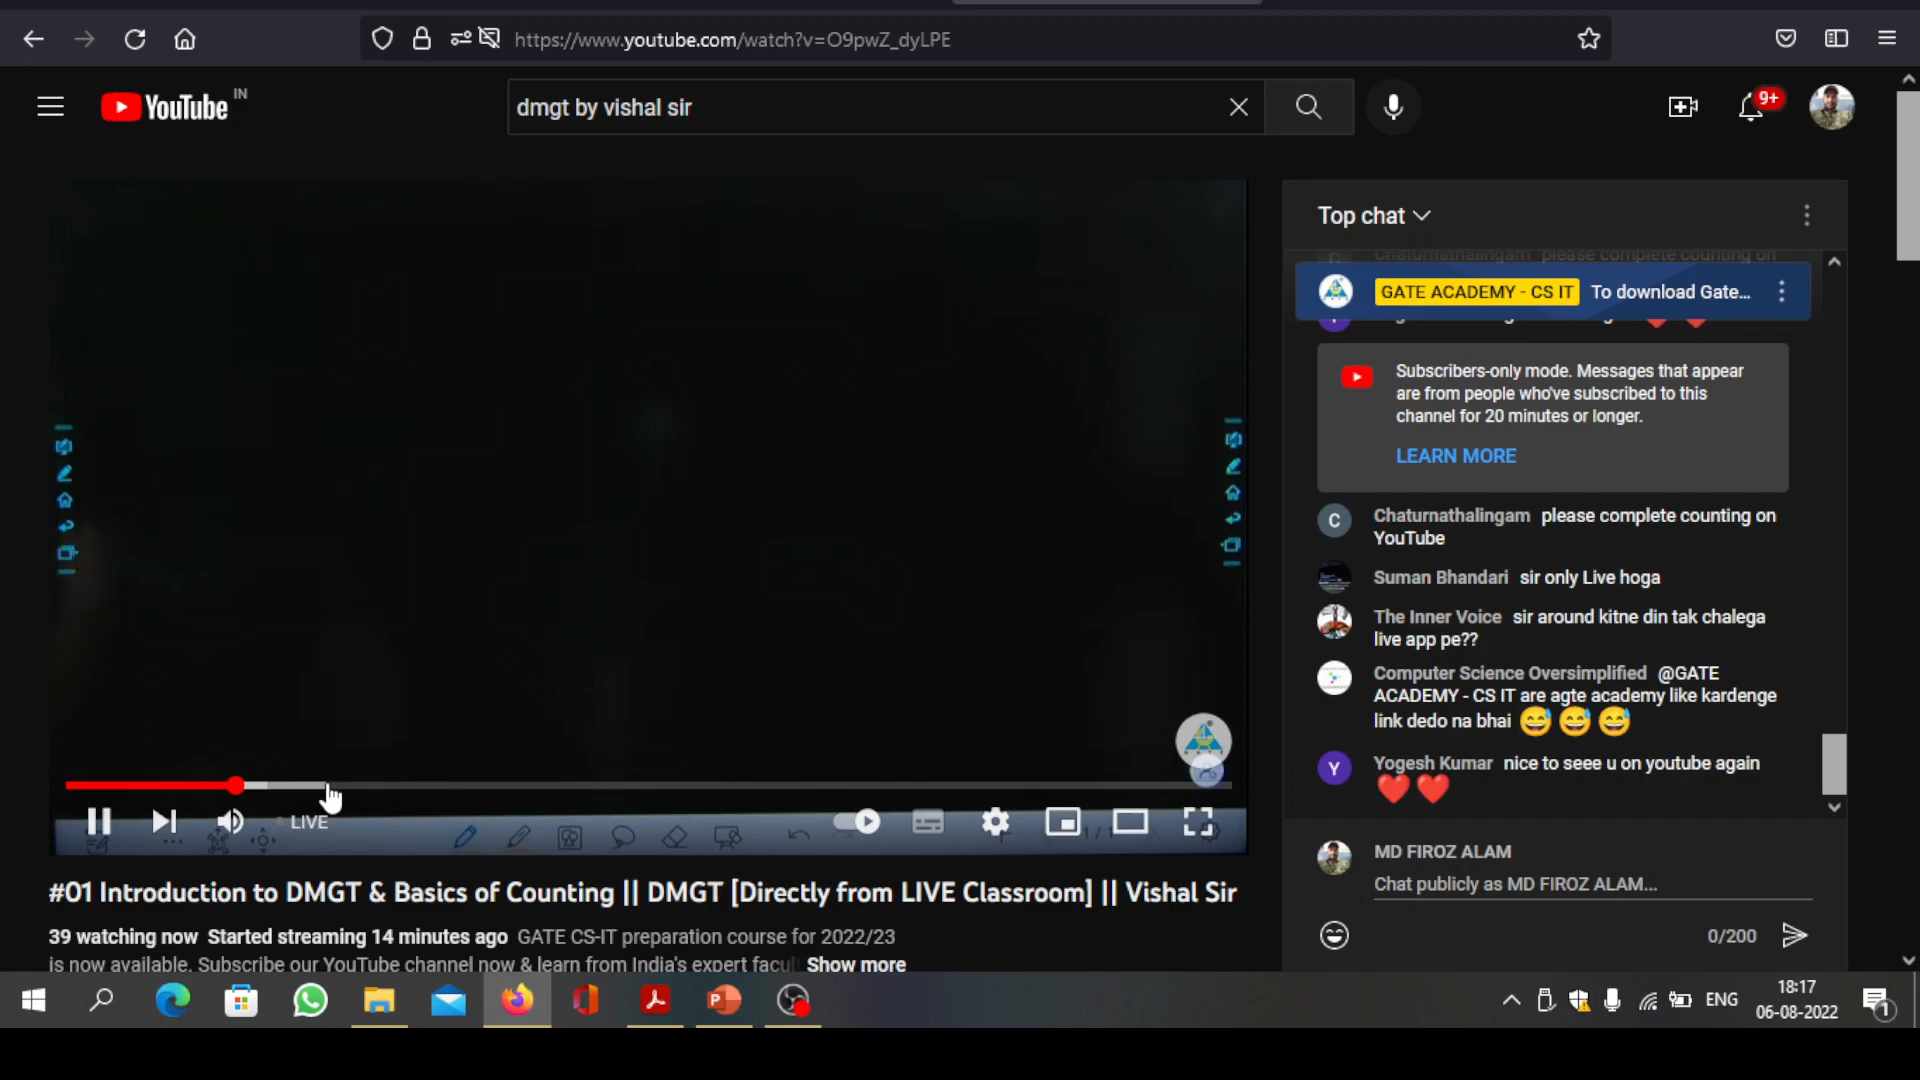 https://www.youtube.com/watch?v=O9pwZ_dyLPE
YouTube IN
dmgt by vishal sir
9+
Top chat
Chaturnathalingam please complete counting on
GATE ACADEMY - CS IT To download Gate...
Subscribers-only mode. Messages that appear
are from people who've subscribed to this
channel for 20 minutes or longer.
LEARN MORE
C
Chaturnathalingam please complete counting on
YouTube
Suman Bhandari sir only Live hoga
The Inner Voice sir around kitne din tak chalega
live app pe??
Computer Science Oversimplified @GATE
ACADEMY - CS IT are agte academy like kardenge
link dedo na bhai 😅 😅 😅
Y
Yogesh Kumar nice to seee u on youtube again
❤️ ❤️
LIVE
MD FIROZ ALAM
Chat publicly as MD FIROZ ALAM...
0/200
#01 Introduction to DMGT & Basics of Counting || DMGT [Directly from LIVE Classroom] || Vishal Sir
39 watching now Started streaming 14 minutes ago GATE CS-IT preparation course for 2022/23
is now available. Subscribe our YouTube channel now & learn from India's expert facul Show more
ENG
18:17
06-08-2022
1